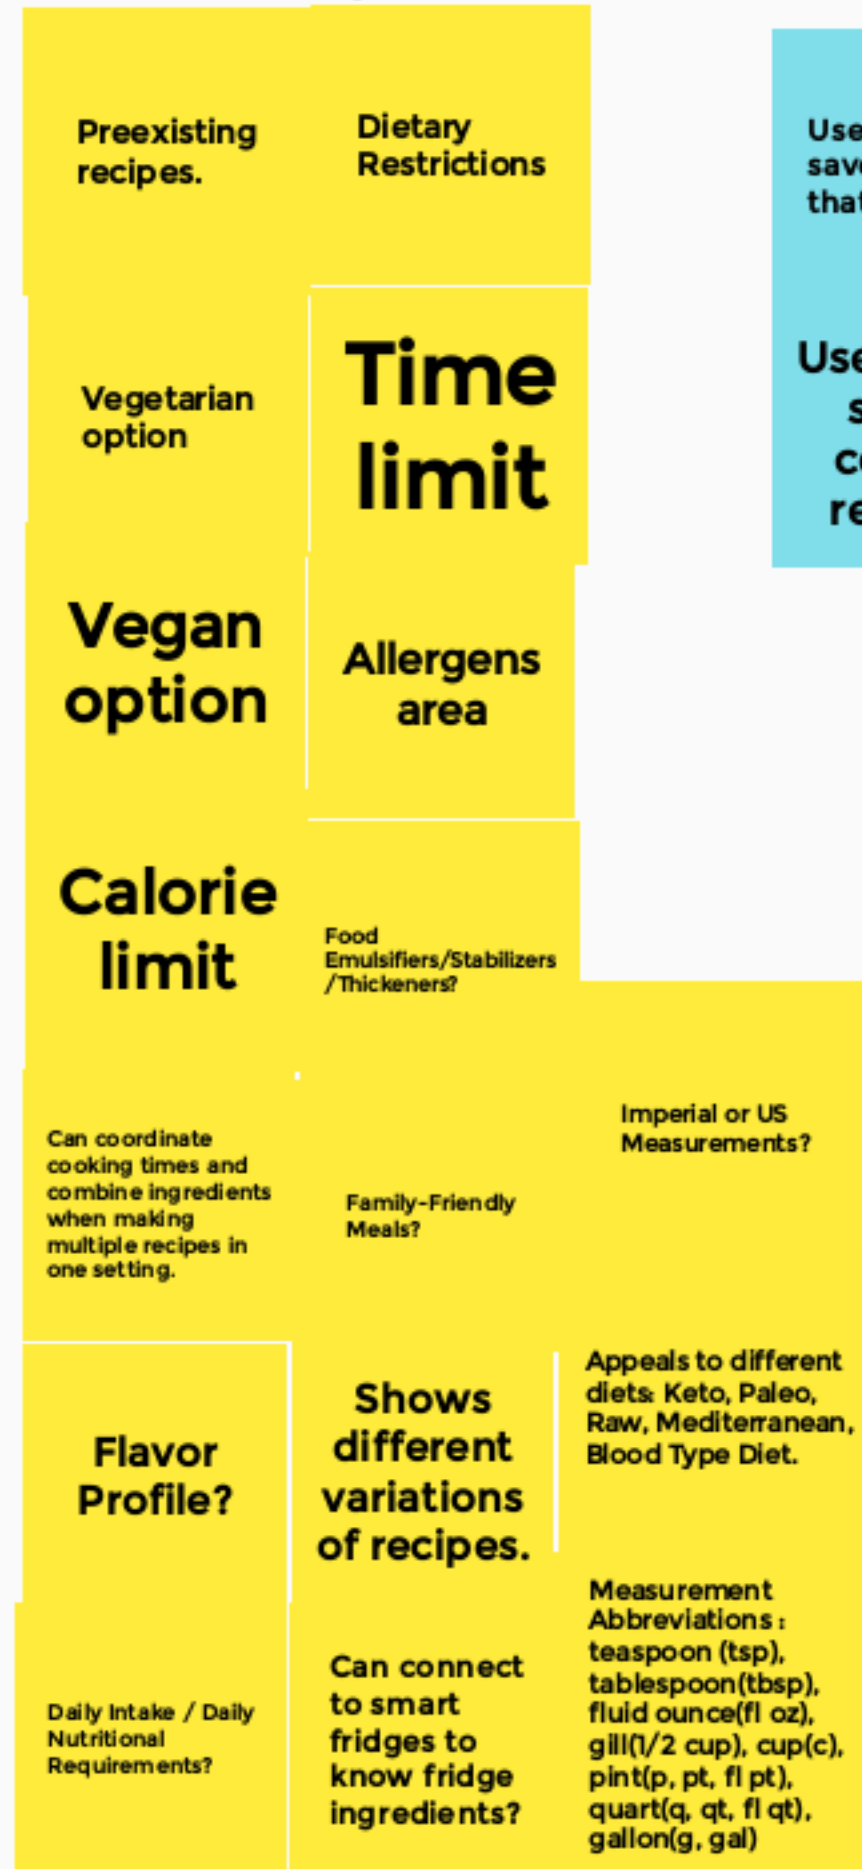 Preexisting
recipes.
Dietary
Restrictions
Vegetarian
option
Time
limit
Vegan
option
Allergens
area
Calorie
limit
Food
Emulsifiers/Stabilizers
/Thickeners?
Can coordinate
cooking times and
combine ingredients
when making
multiple recipes in
one setting.
Family-Friendly
Meals?
Imperial or US
Measurements?
Flavor
Profile?
Shows
different
variations
of recipes.
Appeals to different
diets: Keto, Paleo,
Raw, Mediterranean,
Blood Type Diet.
Daily Intake / Daily
Nutritional
Requirements?
Can connect
to smart
fridges to
know fridge
ingredients?
Measurement
Abbreviations :
teaspoon (tsp),
tablespoon(tbsp),
fluid ounce(fl oz),
gill(1/2 cup), cup(c),
pint(p, pt, fl pt),
quart(q, qt, fl qt),
gallon(g, gal)